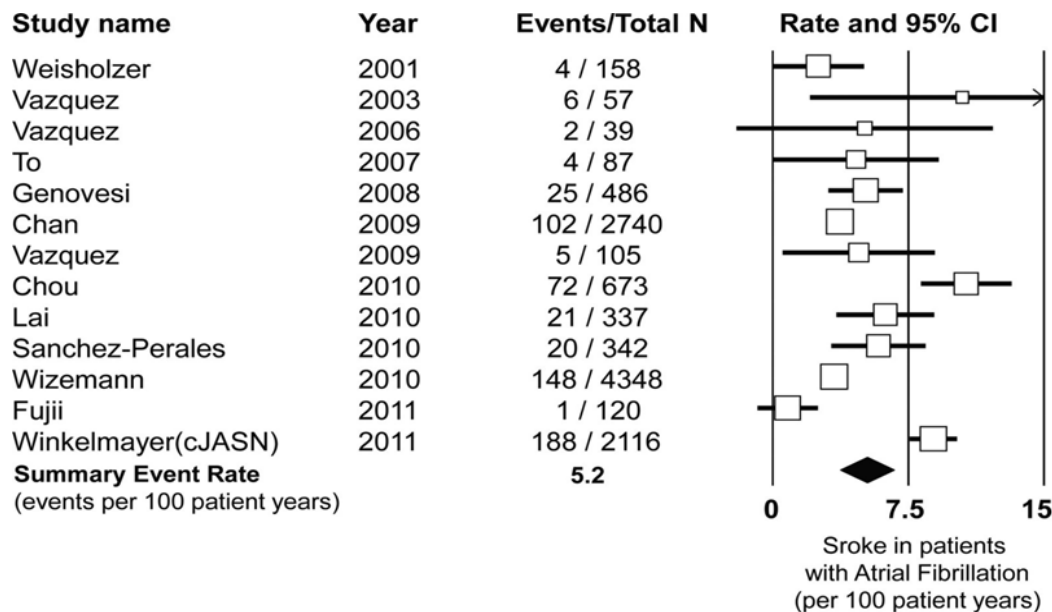 Study name Year Events/Total N Rate and 95% CI
Weisholzer 2001 4 / 158
Vazquez 2003 6 / 57
Vazquez 2006 2 / 39
To 2007 4 / 87
Genovesi 2008 25 / 486
Chan 2009 102 / 2740
Vazquez 2009 5 / 105
Chou 2010 72 / 673
Lai 2010 21 / 337
Sanchez-Perales 2010 20 / 342
Wizemann 2010 148 / 4348
Fujii 2011 1 / 120
Winkelmayer(cJASN) 2011 188 / 2116
Summary Event Rate 5.2
(events per 100 patient years)
0 7.5 15
Sroke in patients
with Atrial Fibrillation
(per 100 patient years)